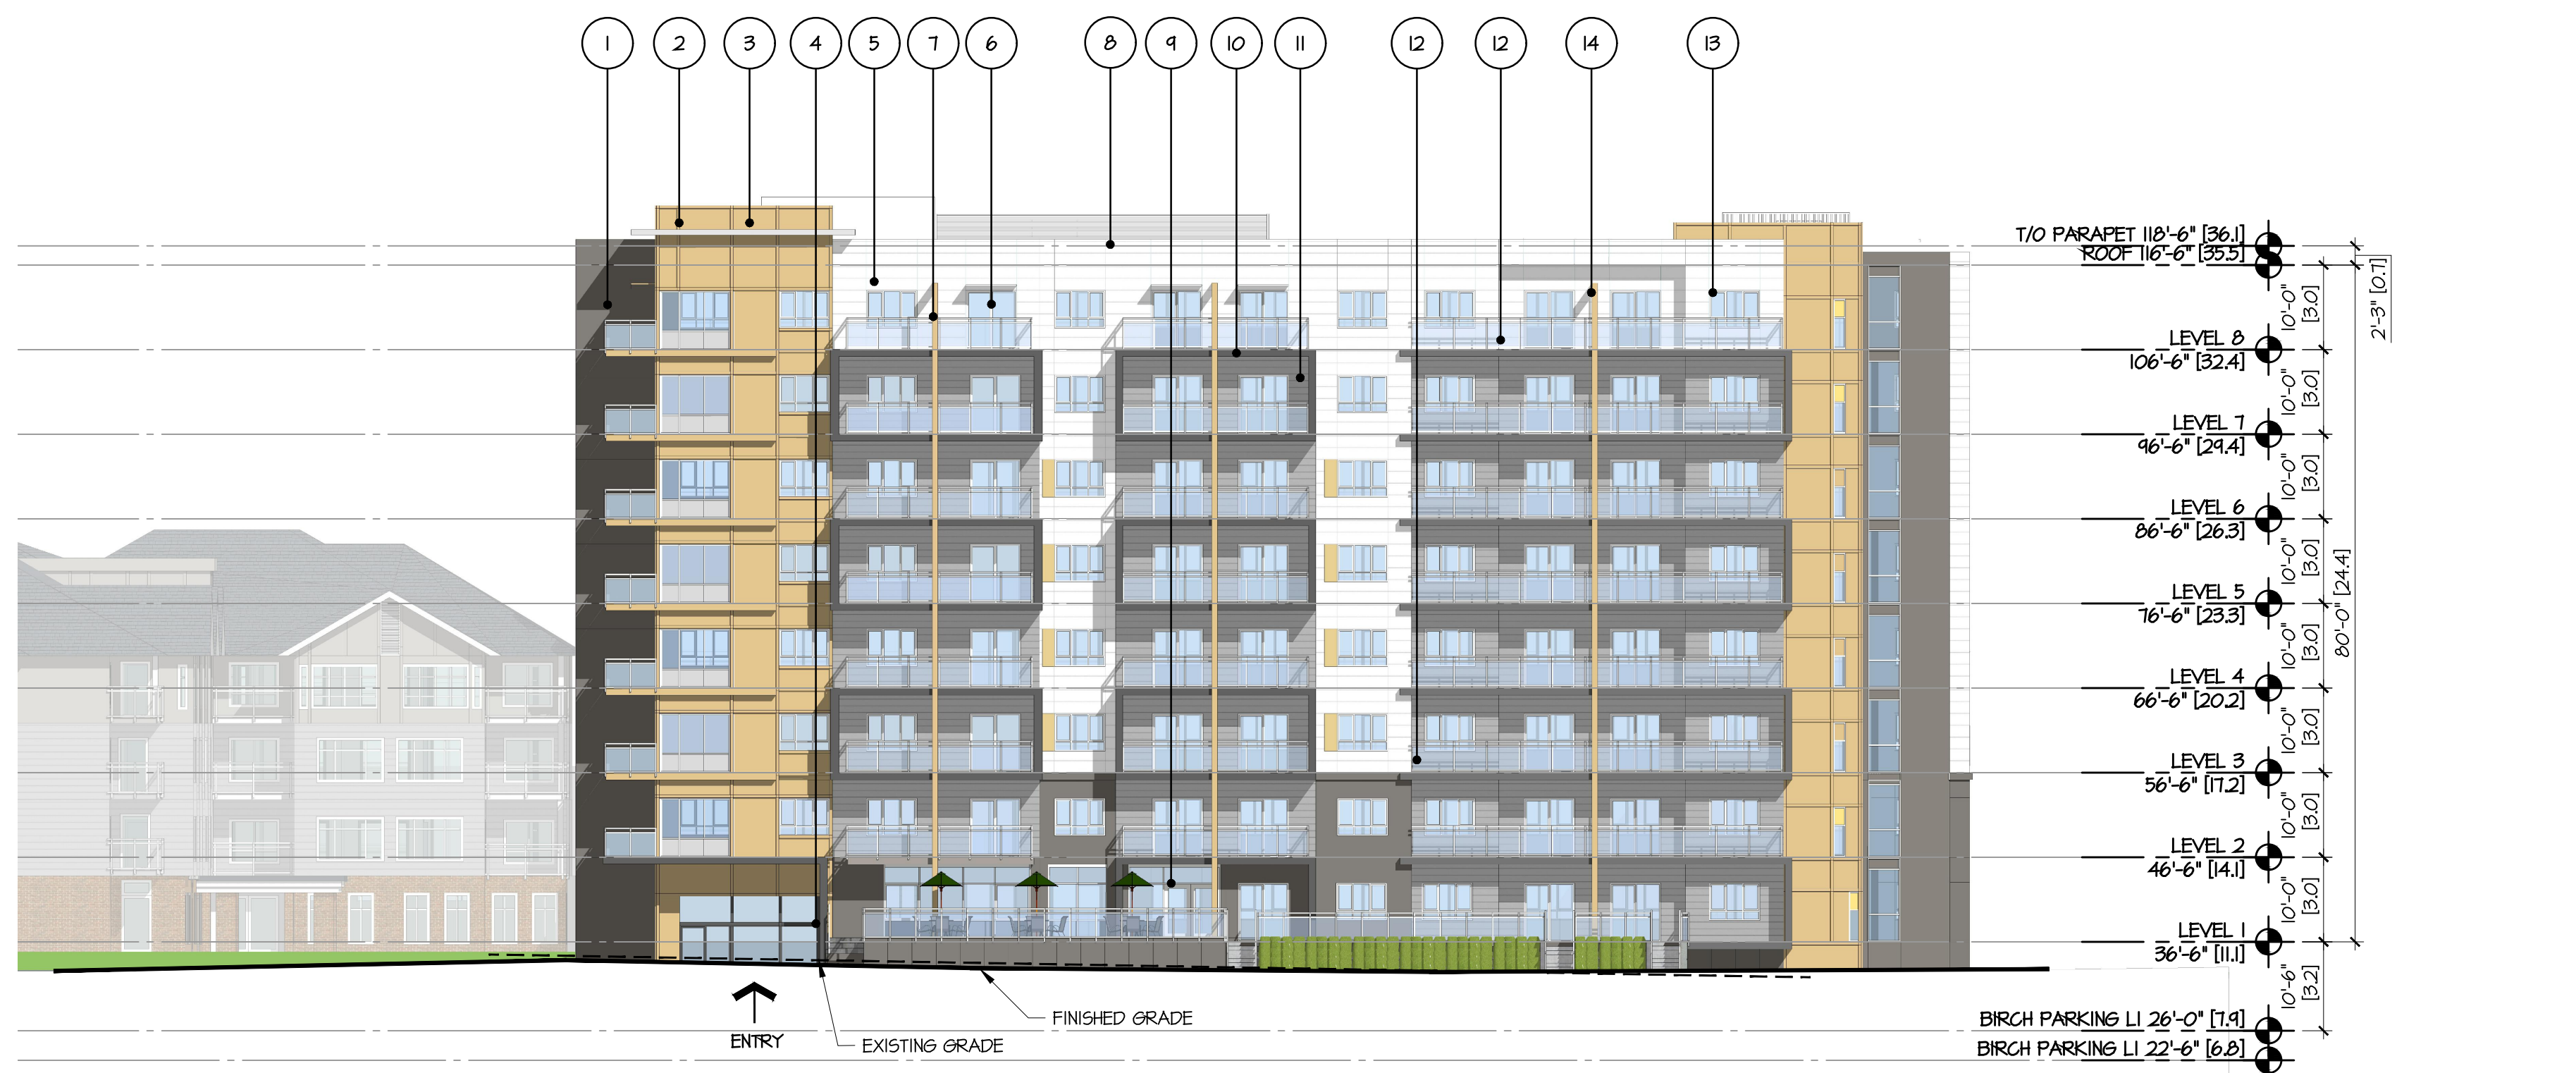 1 2 3 4 5 7 6 8 9 10 11 12 12 14 13
T/O PARAPET 118'-6" [36.1]
ROOF 116'-6" [35.5]
2'-3" [0.7]
10'-0"
[3.0]
LEVEL 8
106'-6" [32.4]
10'-0"
[3.0]
LEVEL 7
96'-6" [29.4]
10'-0"
[3.0]
LEVEL 6
86'-6" [26.3]
10'-0"
[3.0]
LEVEL 5
76'-6" [23.3]
80'-0" [24.4]
10'-0"
[3.0]
LEVEL 4
66'-6" [20.2]
10'-0"
[3.0]
LEVEL 3
56'-6" [17.2]
10'-0"
[3.0]
LEVEL 2
46'-6" [14.1]
10'-0"
[3.0]
LEVEL 1
36'-6" [11.1]
10'-6"
[3.2]
BIRCH PARKING L1 26'-0" [7.9]
BIRCH PARKING L1 22'-6" [6.8]
ENTRY
FINISHED GRADE
EXISTING GRADE